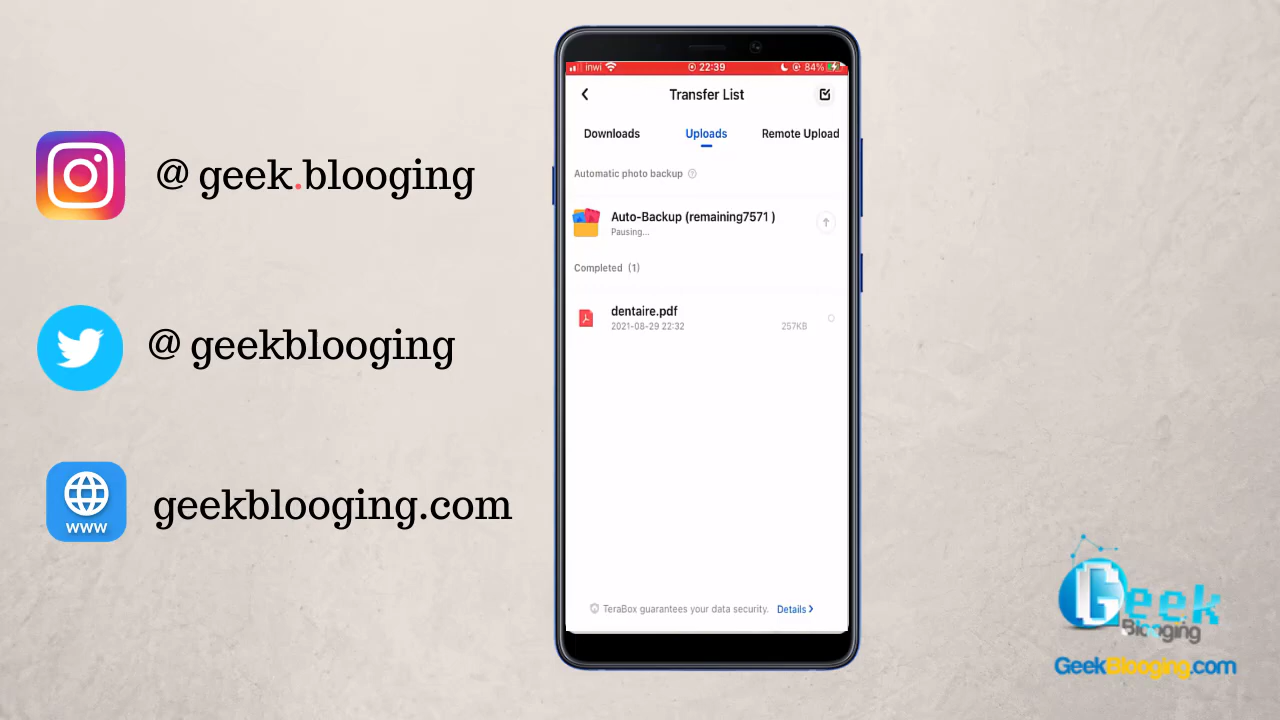 @ geek.blooging
@ geekblooging
www
geekblooging.com
inwi 22:39 84%
Transfer List
Downloads Uploads Remote Upload
Automatic photo backup ?
Auto-Backup (remaining7571 )
Pausing...
Completed (1)
dentaire.pdf
2021-08-29 22:32 257KB
TeraBox guarantees your data security. Details >
Geek
Blooging
GeekBlooging.com